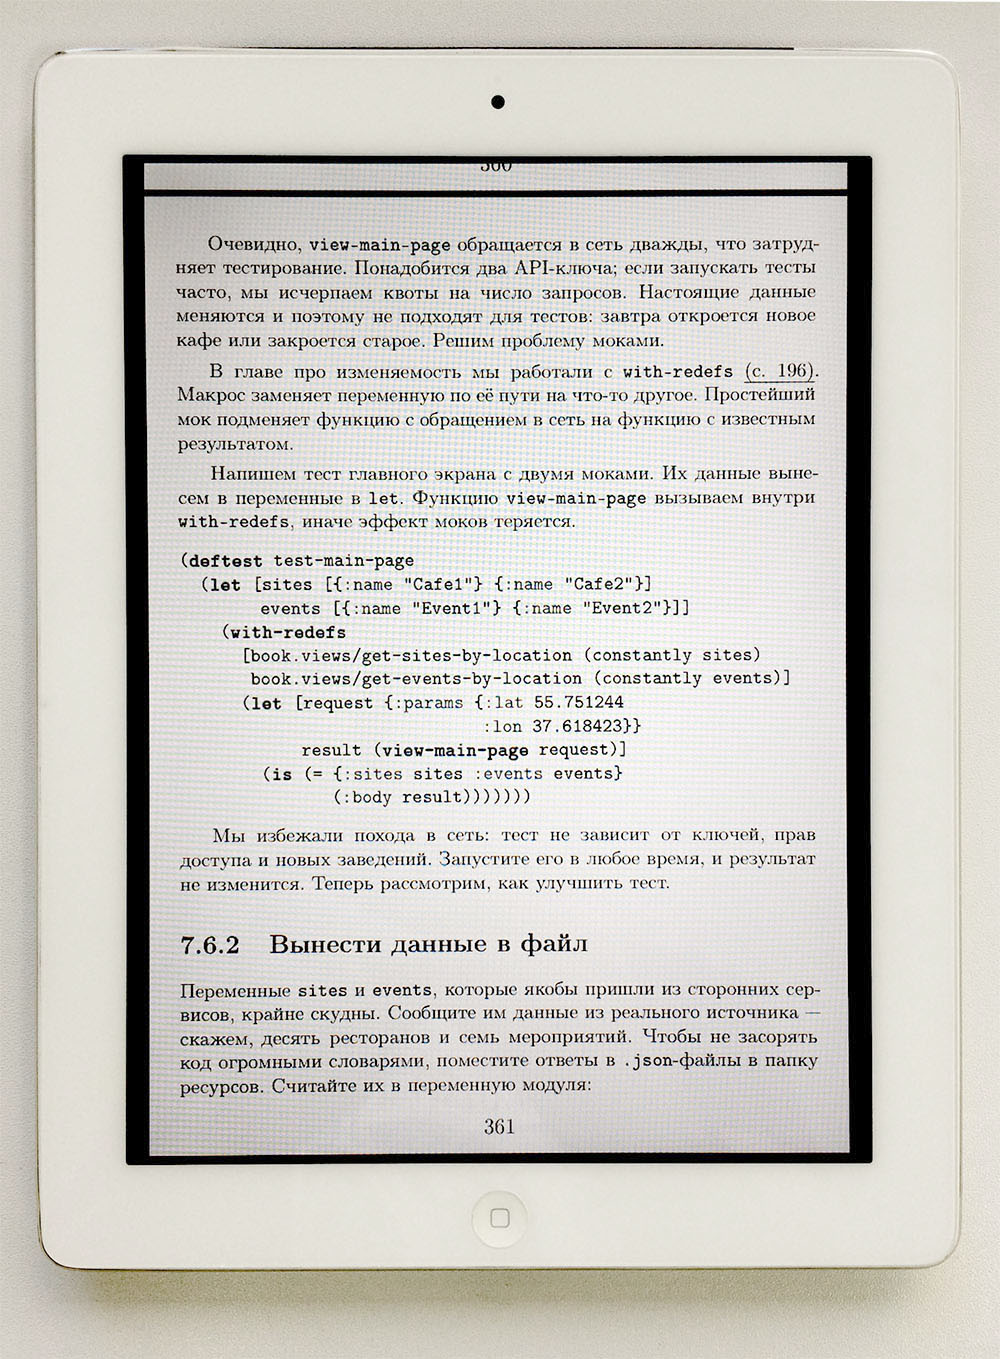 300
Очевидно, view-main-page обращается в сеть дважды, что затруд-
няет тестирование. Понадобится два API-ключа; если запускать тесты
часто, мы исчерпаем квоты на число запросов. Настоящие данные
меняются и поэтому не подходят для тестов: завтра откроется новое
кафе или закроется старое. Решим проблему моками.
В главе про изменяемость мы работали с with-redefs (с. 196).
Макрос заменяет переменную по её пути на что-то другое. Простейший
мок подменяет функцию с обращением в сеть на функцию с известным
результатом.
Напишем тест главного экрана с двумя моками. Их данные выне-
сем в переменные в let. Функцию view-main-page вызываем внутри
with-redefs, иначе эффект моков теряется.
(deftest test-main-page
(let [sites [{:name "Cafe1"} {:name "Cafe2"}]
events [{:name "Event1"} {:name "Event2"}]]
(with-redefs
[book.views/get-sites-by-location (constantly sites)
book.views/get-events-by-location (constantly events)]
(let [request {:params {:lat 55.751244
:lon 37.618423}}
result (view-main-page request)]
(is (= {:sites sites :events events}
(:body result)))))))
Мы избежали похода в сеть: тест не зависит от ключей, прав
доступа и новых заведений. Запустите его в любое время, и результат
не изменится. Теперь рассмотрим, как улучшить тест.
7.6.2 Вынести данные в файл
Переменные sites и events, которые якобы пришли из сторонних сер-
висов, крайне скудны. Сообщите им данные из реального источника —
скажем, десять ресторанов и семь мероприятий. Чтобы не засорять
код огромными словарями, поместите ответы в .json-файлы в папку
ресурсов. Считайте их в переменную модуля:
361